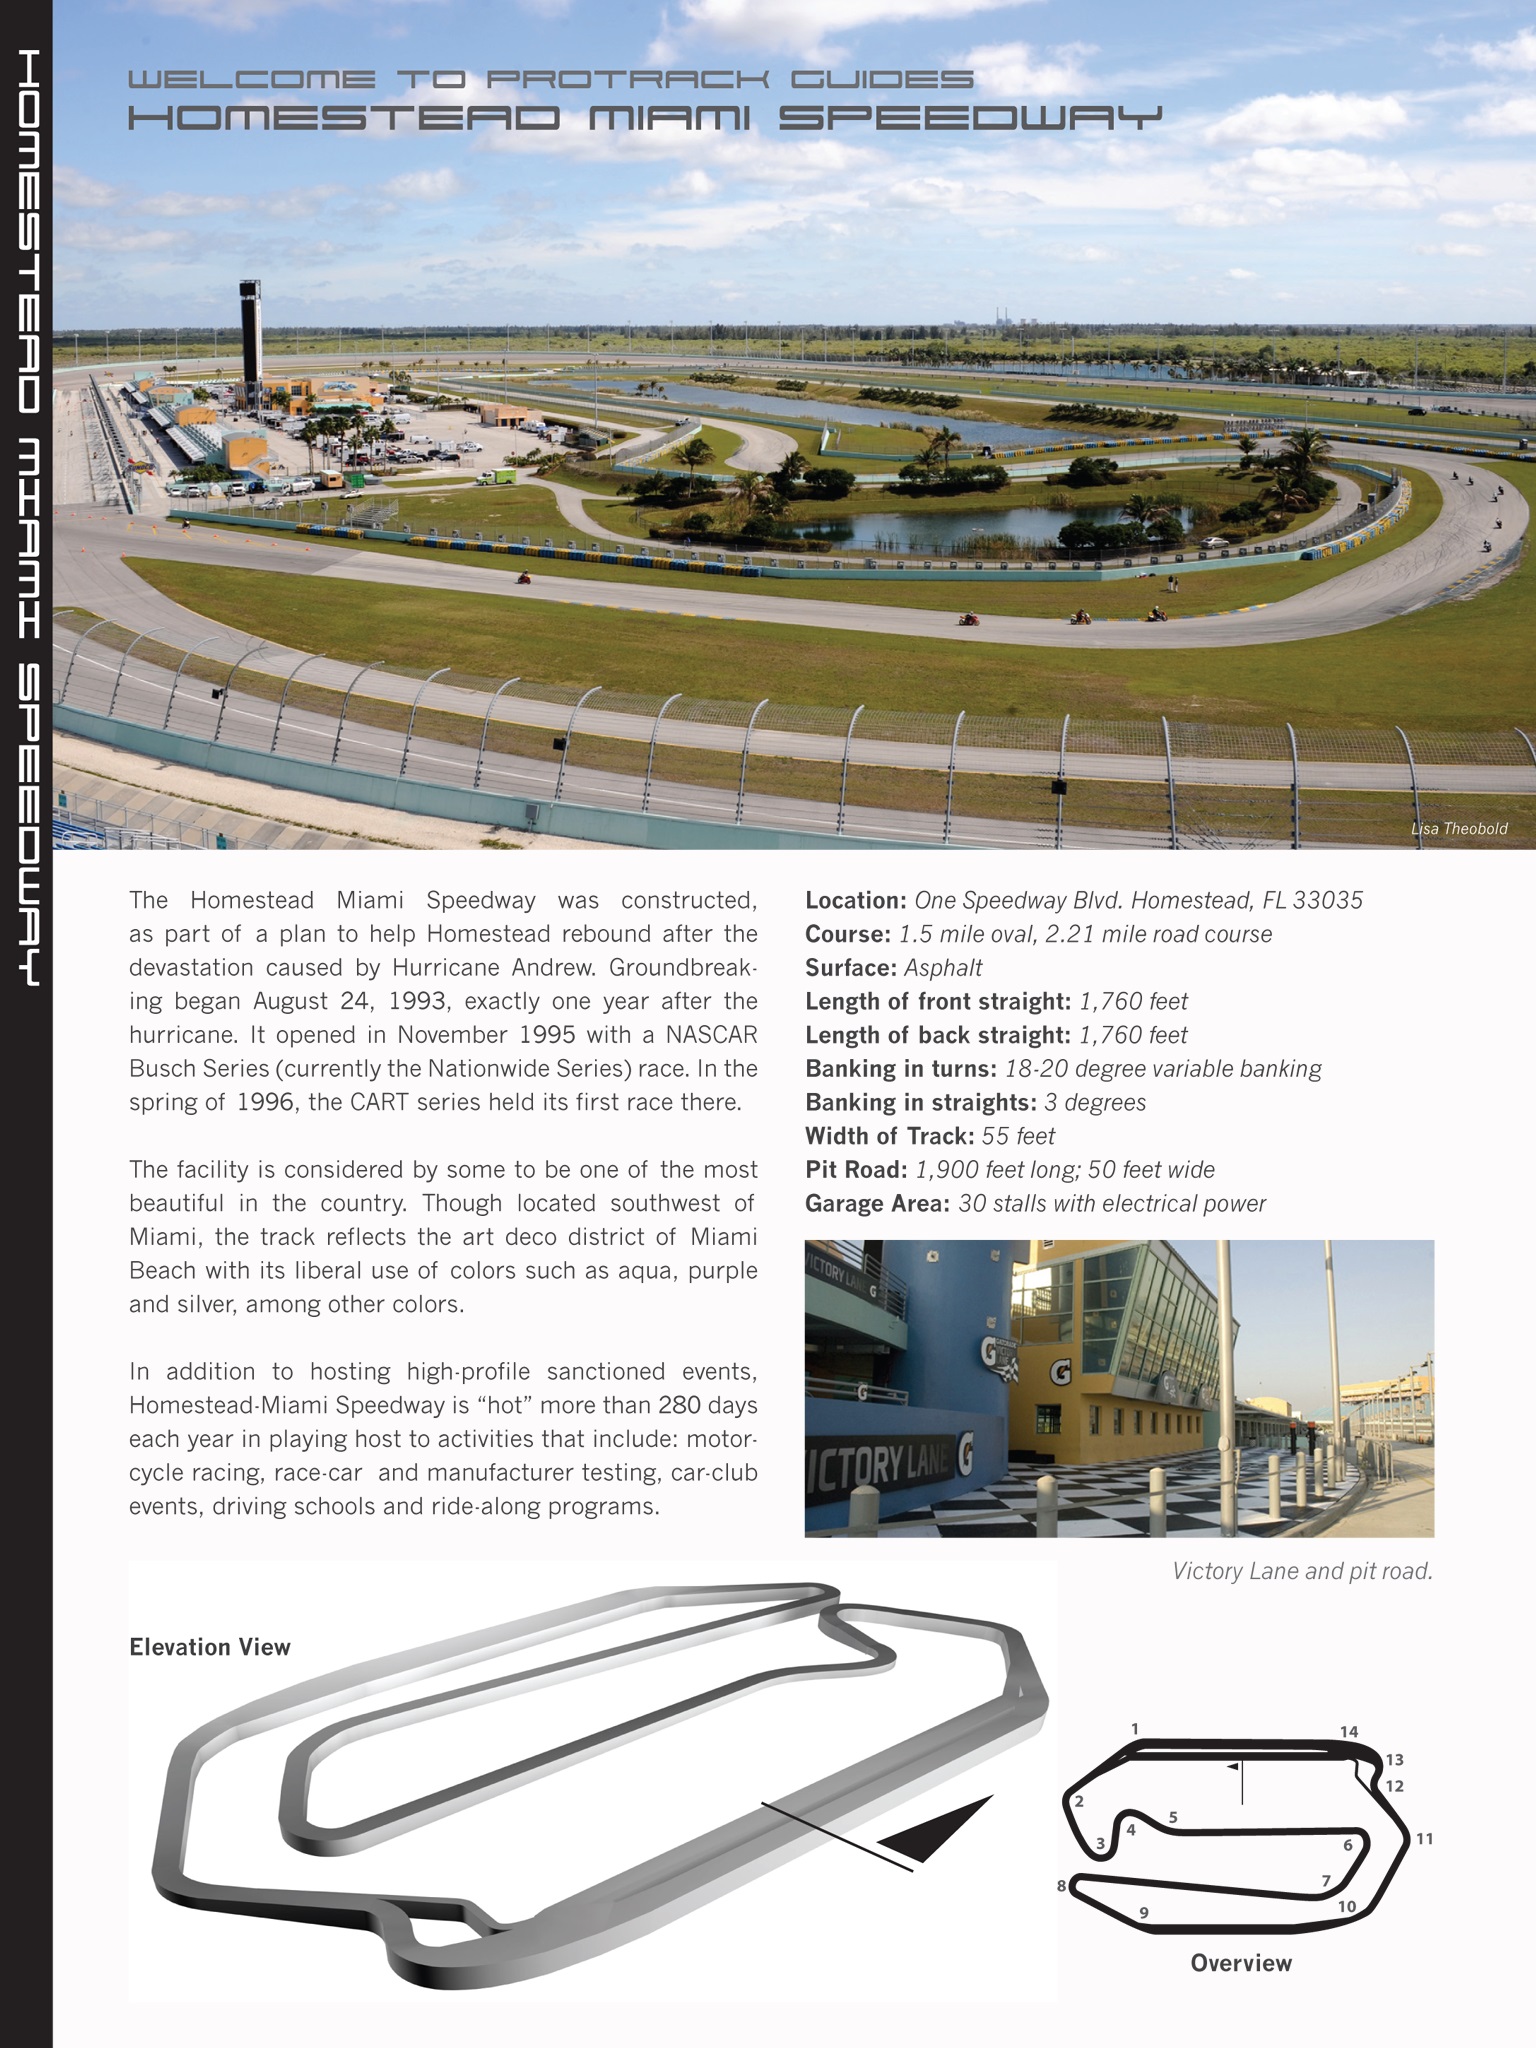 HOMESTEAD MIAMI SPEEDWAY
WELCOME TO PROTRACK GUIDES
HOMESTEAD MIAMI SPEEDWAY
Lisa Theobold
The Homestead Miami Speedway was constructed,
as part of a plan to help Homestead rebound after the
devastation caused by Hurricane Andrew. Groundbreak-
ing began August 24, 1993, exactly one year after the
hurricane. It opened in November 1995 with a NASCAR
Busch Series (currently the Nationwide Series) race. In the
spring of 1996, the CART series held its first race there.
The facility is considered by some to be one of the most
beautiful in the country. Though located southwest of
Miami, the track reflects the art deco district of Miami
Beach with its liberal use of colors such as aqua, purple
and silver, among other colors.
In addition to hosting high-profile sanctioned events,
Homestead-Miami Speedway is “hot” more than 280 days
each year in playing host to activities that include: motor-
cycle racing, race-car and manufacturer testing, car-club
events, driving schools and ride-along programs.
Location: One Speedway Blvd. Homestead, FL 33035
Course: 1.5 mile oval, 2.21 mile road course
Surface: Asphalt
Length of front straight: 1,760 feet
Length of back straight: 1,760 feet
Banking in turns: 18-20 degree variable banking
Banking in straights: 3 degrees
Width of Track: 55 feet
Pit Road: 1,900 feet long; 50 feet wide
Garage Area: 30 stalls with electrical power
VICTORY LANE G
G
G
G
VICTORY LANE G
Victory Lane and pit road.
Elevation View
1
14
13
12
2
5
4
3
6
11
7
8
10
9
Overview